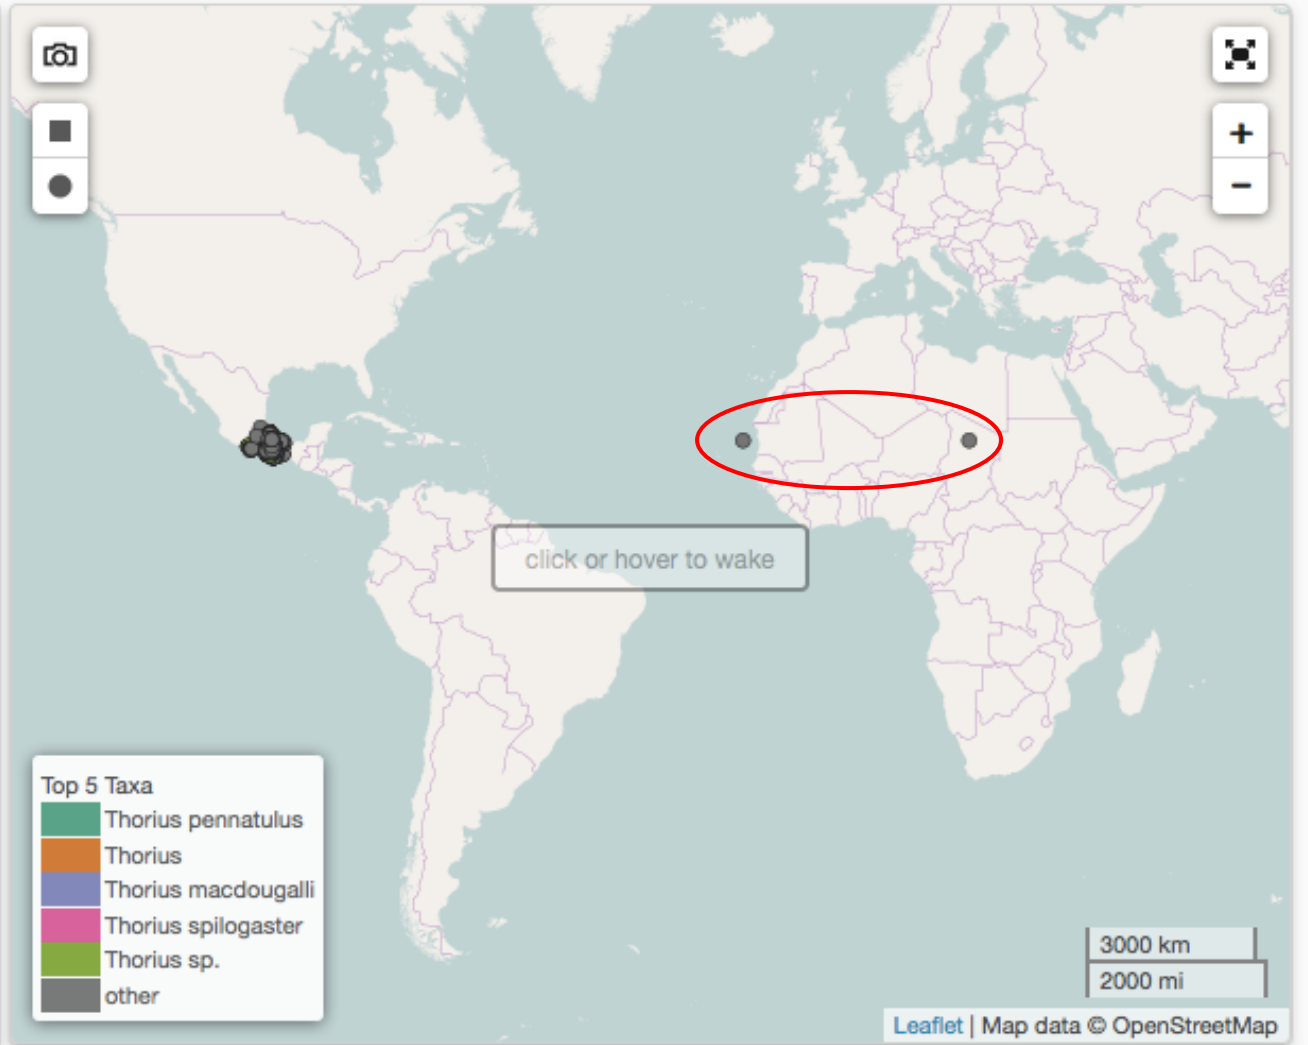 +
−
click or hover to wake
Top 5 Taxa
Thorius pennatulus
Thorius
Thorius macdougalli
Thorius spilogaster
Thorius sp.
other
3000 km
2000 mi
Leaflet | Map data © OpenStreetMap